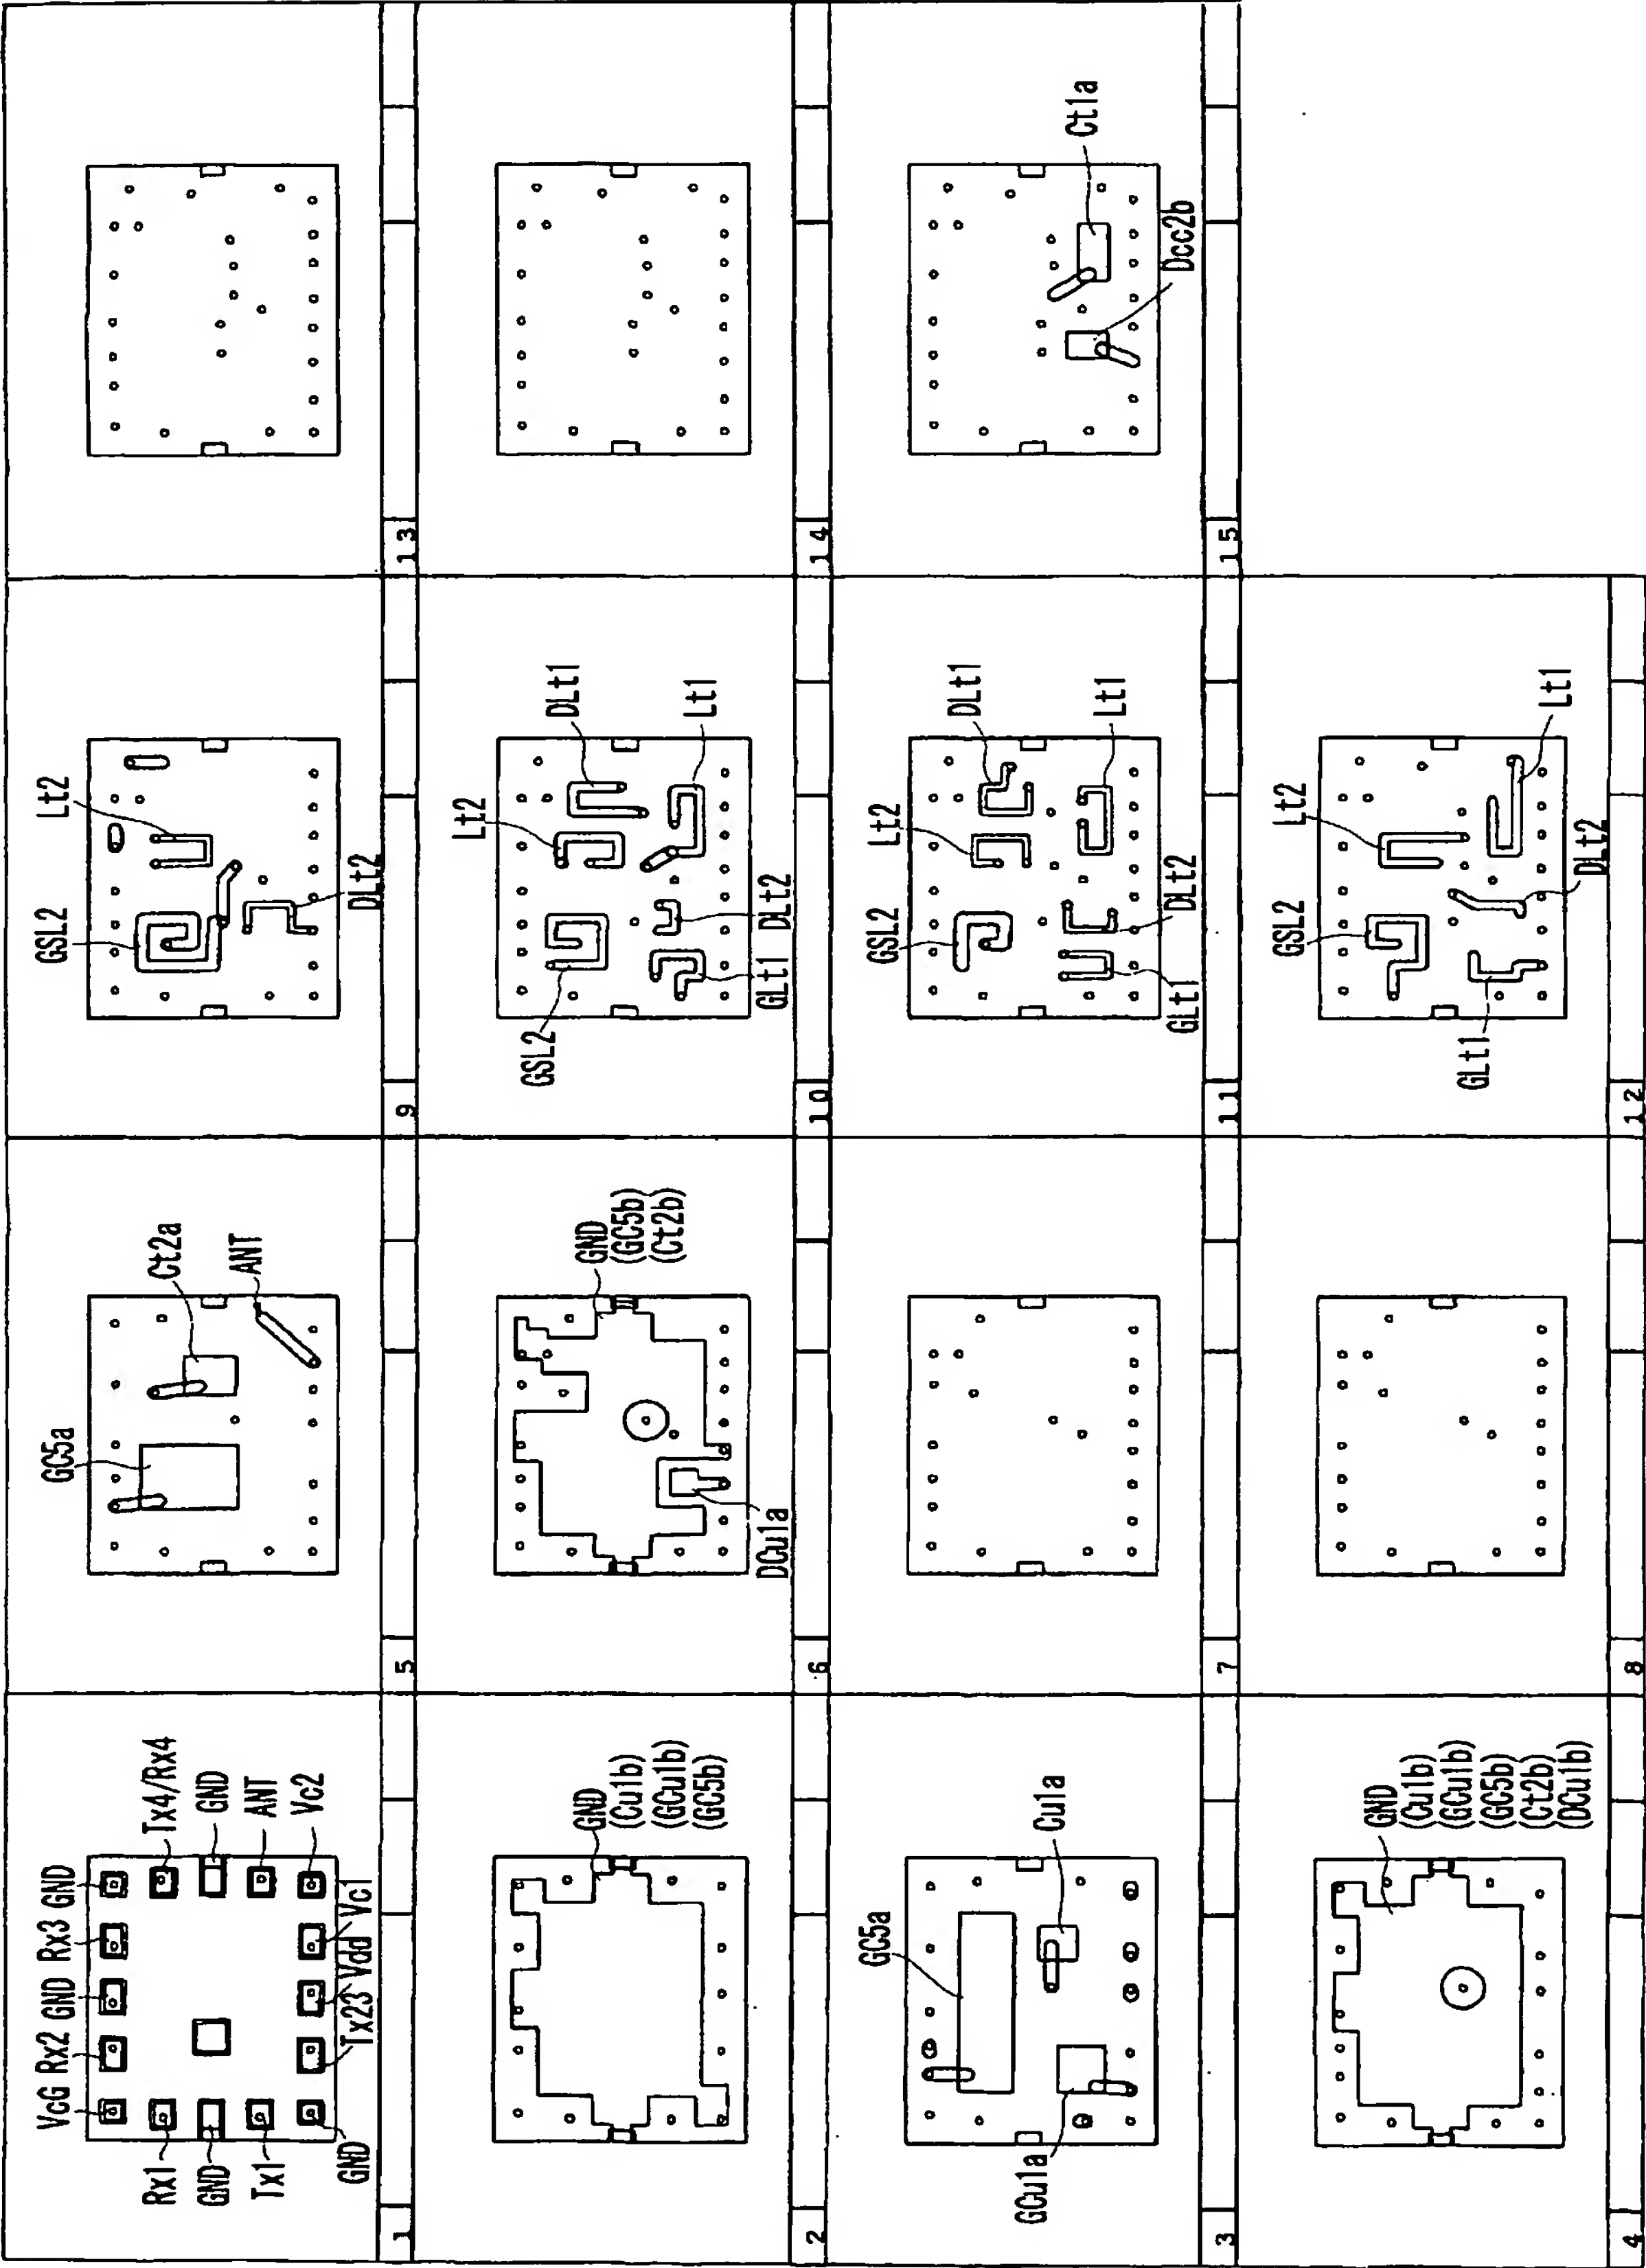 VcG
Rx2
GND
Rx3
GND
Tx4/Rx4
GND
ANT
Vc2
Vc1
Vdd
Tx23
GND
Tx1
GND
Rx1
1
GND
(Cu1b)
(GCu1b)
(GC5b)
2
GC5a
Cu1a
GCu1a
3
GND
(Cu1b)
(GCu1b)
(GC5b)
(Ct2b)
(DCu1b)
4
GC5a
Ct2a
ANT
5
GND
(GC5b)
(Ct2b)
DCu1a
6
7
8
GSL2
Lt2
DLt2
9
GSL2
Lt2
DLt1
Lt1
DLt2
GLt1
10
GSL2
Lt2
DLt1
Lt1
DLt2
GLt1
11
GSL2
Lt2
Lt1
DLt2
GLt1
12
13
14
Ct1a
Dcc2b
15